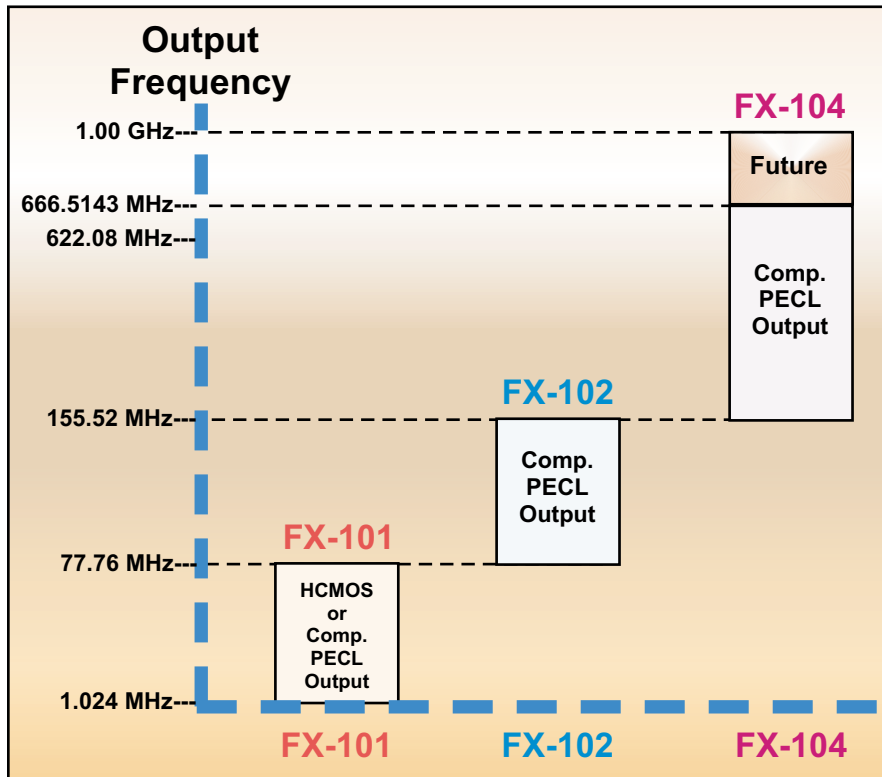 Output
Frequency
FX-104
1.00 GHz---
Future
666.5143 MHz---
622.08 MHz---
Comp.
PECL
Output
FX-102
155.52 MHz---
Comp.
PECL
Output
FX-101
77.76 MHz---
HCMOS
or
Comp.
PECL
Output
1.024 MHz---
FX-101
FX-102
FX-104